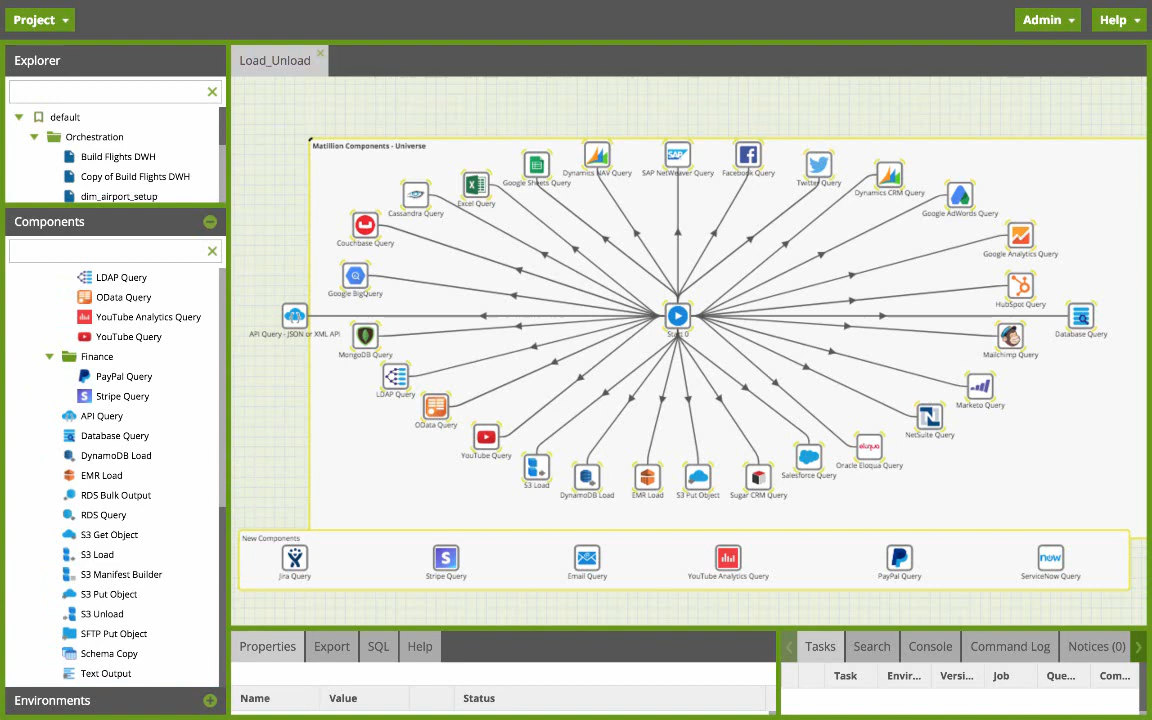 Project
Admin
Help
Explorer
default
Orchestration
Build Flights DWH
Copy of Build Flights DWH
dim_airport_setup
Components
LDAP Query
OData Query
YouTube Analytics Query
YouTube Query
Finance
PayPal Query
Stripe Query
API Query
Database Query
DynamoDB Load
EMR Load
RDS Bulk Output
RDS Query
S3 Get Object
S3 Load
S3 Manifest Builder
S3 Put Object
S3 Unload
SFTP Put Object
Schema Copy
Text Output
Environments
Load_Unload
Matillion Components - Universe
Google Sheets Query
Dynamics NAV Query
SAP NetWeaver Query
Facebook Query
Twitter Query
Dynamics CRM Query
Excel Query
Cassandra Query
Google AdWords Query
Couchbase Query
Google Analytics Query
Google BigQuery
HubSpot Query
API Query - JSON or XML API
Start 0
Database Query
MongoDB Query
Mailchimp Query
LDAP Query
Marketo Query
OData Query
NetSuite Query
YouTube Query
Oracle Eloqua Query
Salesforce Query
S3 Load
DynamoDB Load
EMR Load
S3 Put Object
Sugar CRM Query
New Components
Jira Query
Stripe Query
Email Query
YouTube Analytics Query
PayPal Query
ServiceNow Query
Properties
Export
SQL
Help
Name
Value
Status
Tasks
Search
Console
Command Log
Notices (0)
Task
Envir...
Versi...
Job
Que...
Com...
SAP
eloqua
now